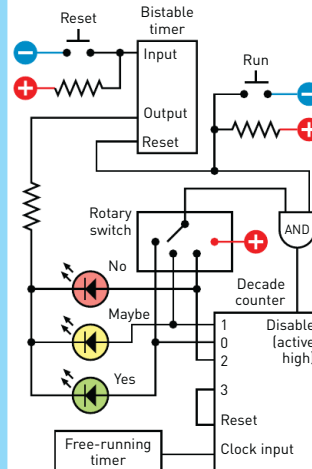 Reset
Bistable
timer
Input
Run
Output
Reset
Rotary
switch
AND
No
Decade
counter
Maybe
1
Disable
0
(active
high)
2
Yes
3
Reset
Free-running
timer
Clock input